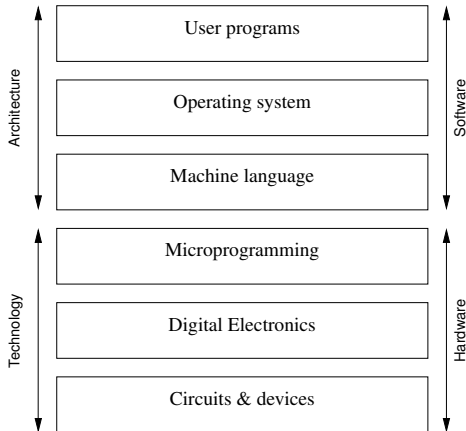 User programs
Operating system
Machine language
Microprogramming
Digital Electronics
Circuits & devices
Architecture
Technology
Software
Hardware